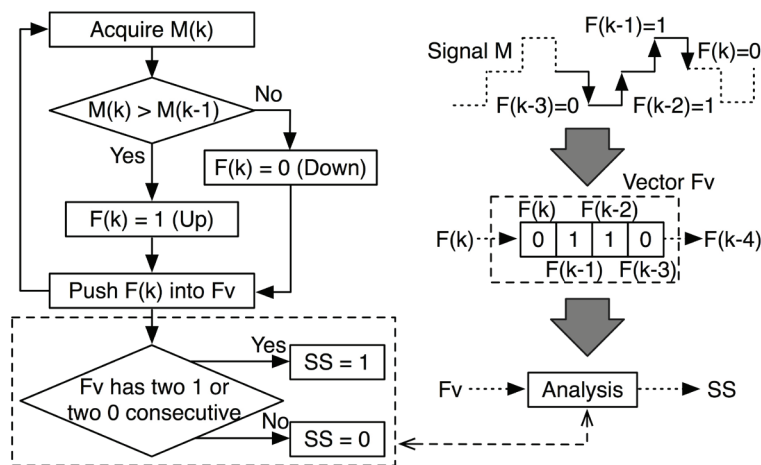 Acquire M(k)
M(k) > M(k-1)
No
Yes
F(k) = 0 (Down)
F(k) = 1 (Up)
Push F(k) into Fv
Fv has two 1 or
two 0 consecutive
Yes
SS = 1
No
SS = 0
F(k-1)=1
Signal M
F(k)=0
F(k-3)=0
F(k-2)=1
Vector Fv
F(k) F(k-2)
F(k) 0 1 1 0 F(k-4)
F(k-1) F(k-3)
Fv Analysis SS